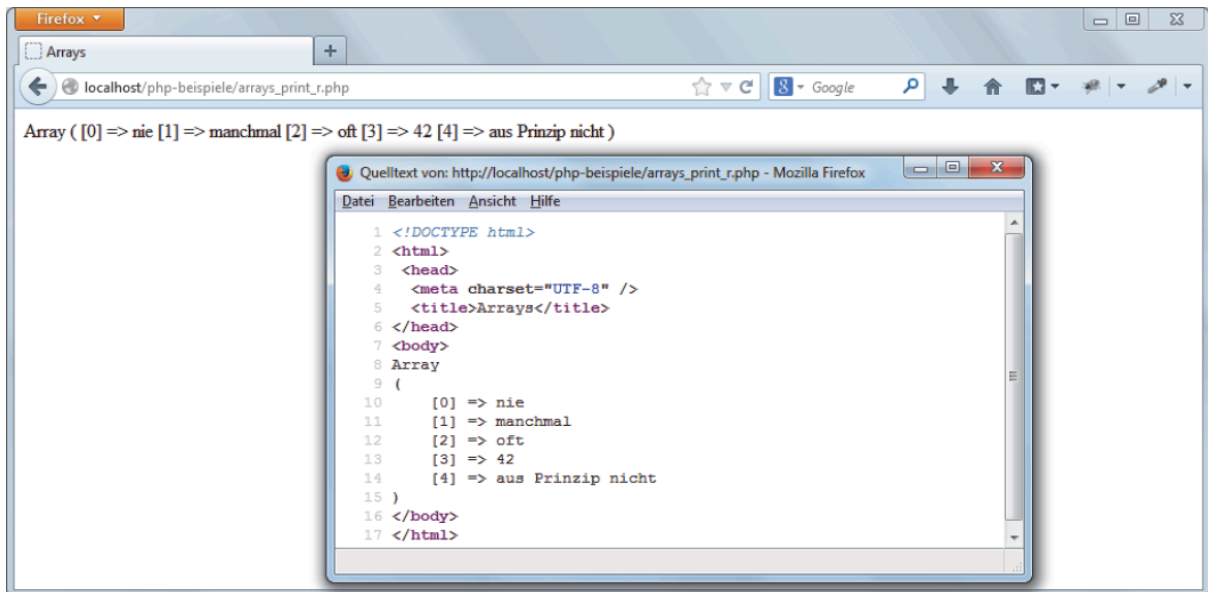 Firefox
Arrays
localhost/php-beispiele/arrays_print_r.php
8 Google
Array ( [0] => nie [1] => manchmal [2] => oft [3] => 42 [4] => aus Prinzip nicht )
Quelltext von: http://localhost/php-beispiele/arrays_print_r.php - Mozilla Firefox
Datei Bearbeiten Ansicht Hilfe
1 <!DOCTYPE html>
2 <html>
3 <head>
4 <meta charset="UTF-8" />
5 <title>Arrays</title>
6 </head>
7 <body>
8 Array
9 (
10 [0] => nie
11 [1] => manchmal
12 [2] => oft
13 [3] => 42
14 [4] => aus Prinzip nicht
15 )
16 </body>
17 </html>